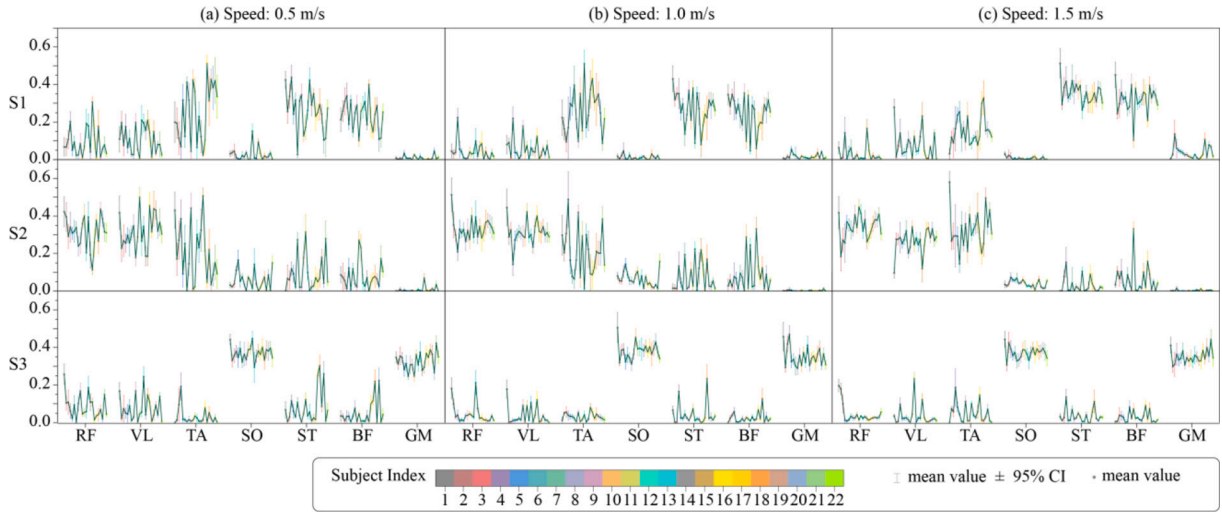 (a) Speed: 0.5 m/s (b) Speed: 1.0 m/s (c) Speed: 1.5 m/s
0.6
0.4
S1
0.2
0.0
0.6
0.4
S2
0.2
0.0
0.6
0.4
S3
0.2
0.0
RF VL TA SO ST BF GM RF VL TA SO ST BF GM RF VL TA SO ST BF GM
Subject Index mean value ± 95% CI mean value
1 2 3 4 5 6 7 8 9 10 11 12 13 14 15 16 17 18 19 20 21 22